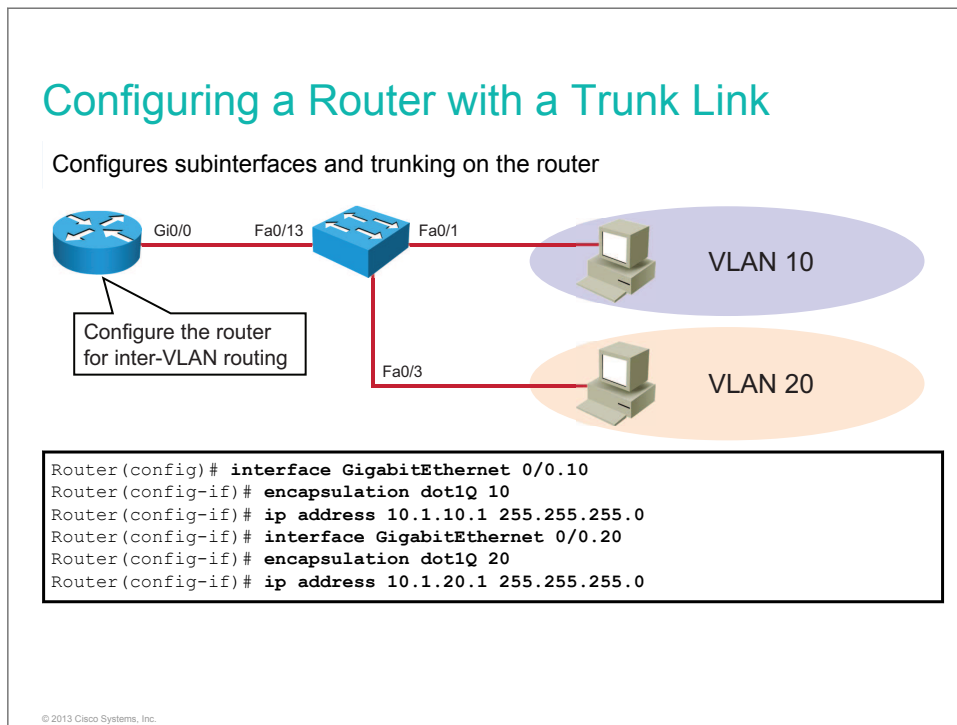 Configuring a Router with a Trunk Link
Configures subinterfaces and trunking on the router
Gi0/0
Fa0/13
Fa0/1
VLAN 10
Configure the router
for inter-VLAN routing
Fa0/3
VLAN 20
Router(config)# interface GigabitEthernet 0/0.10
Router(config-if)# encapsulation dot1Q 10
Router(config-if)# ip address 10.1.10.1 255.255.255.0
Router(config-if)# interface GigabitEthernet 0/0.20
Router(config-if)# encapsulation dot1Q 20
Router(config-if)# ip address 10.1.20.1 255.255.255.0
© 2013 Cisco Systems, Inc.